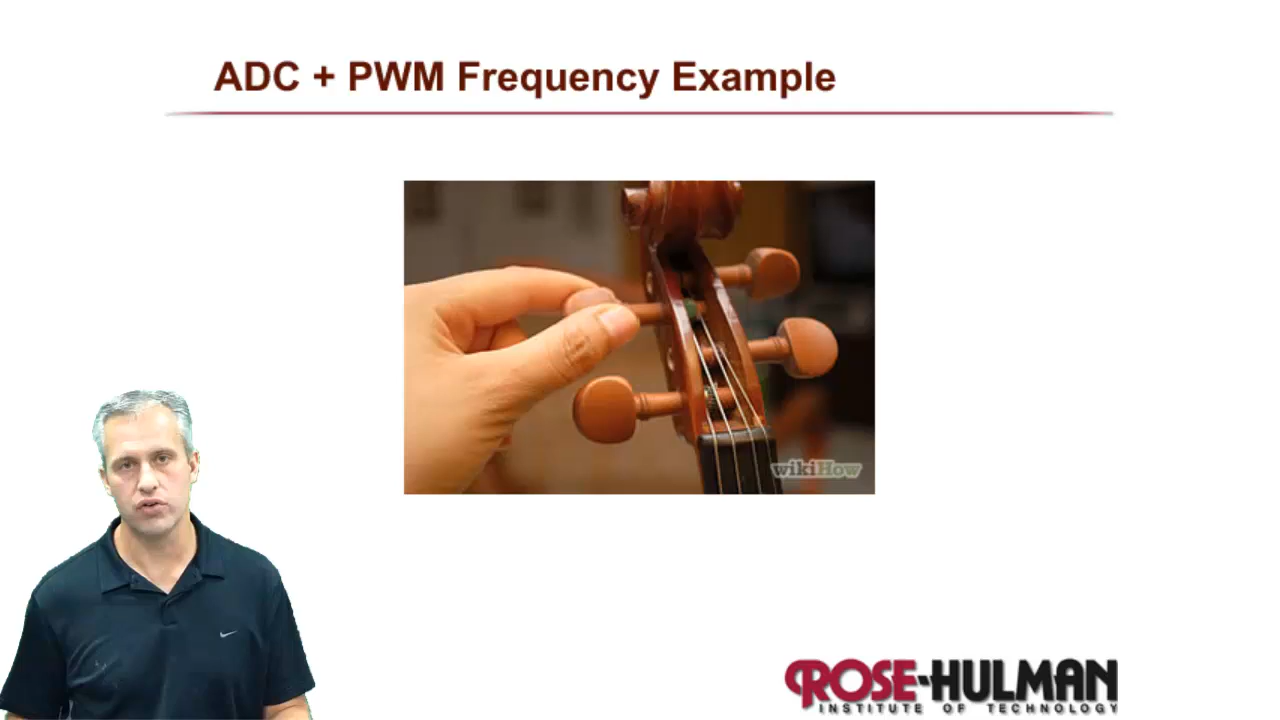 ADC + PWM Frequency Example
wikiHow
ROSE-HULMAN
INSTITUTE OF TECHNOLOGY